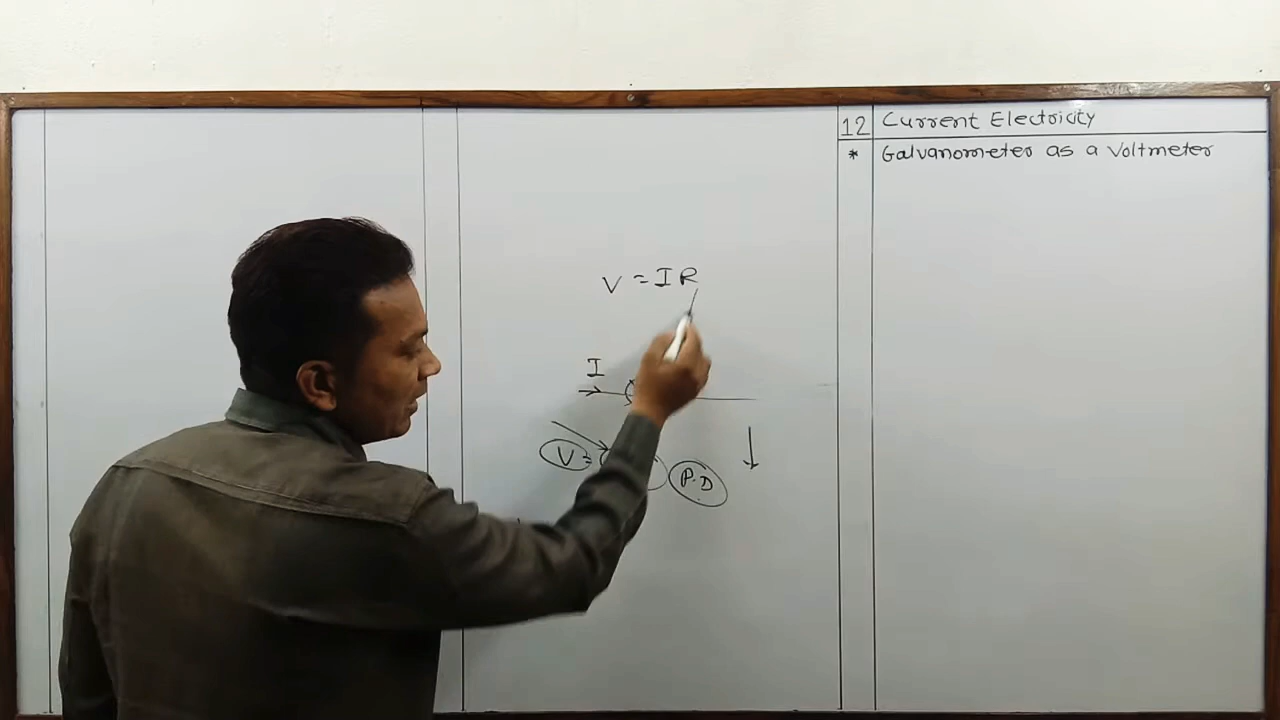 12 Current Electricity
* Galvanometer as a Voltmeter
V = IR
I
V =
P.D